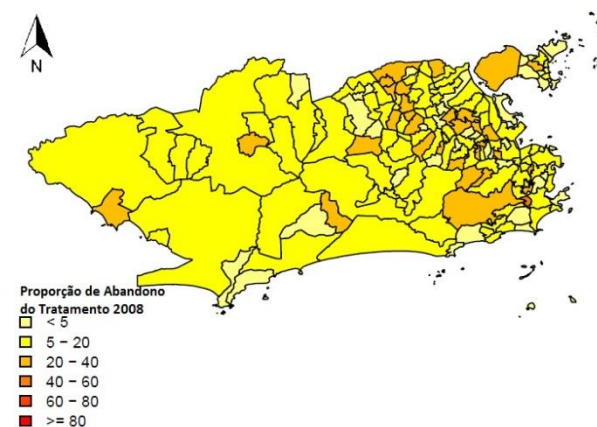 N
Proporção de Abandono
do Tratamento 2008
< 5
5 − 20
20 − 40
40 − 60
60 − 80
>= 80